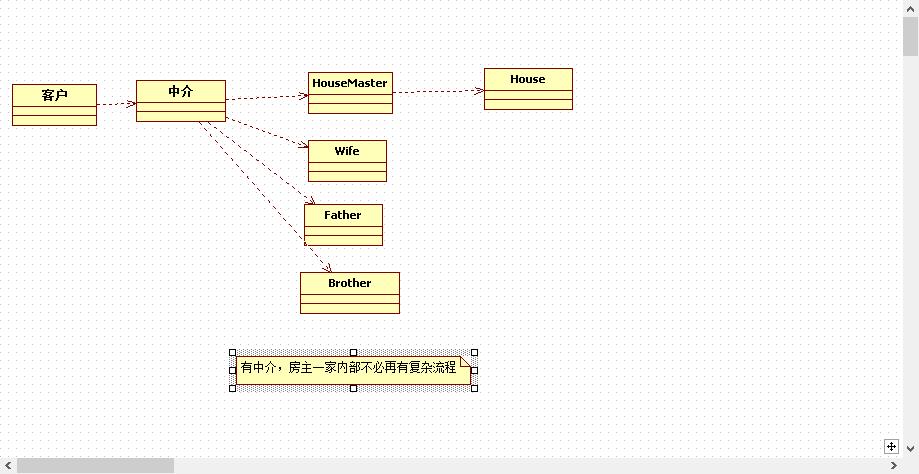 客户
中介
HouseMaster
House
Wife
Father
Brother
有中介，房主一家内部不必再有复杂流程